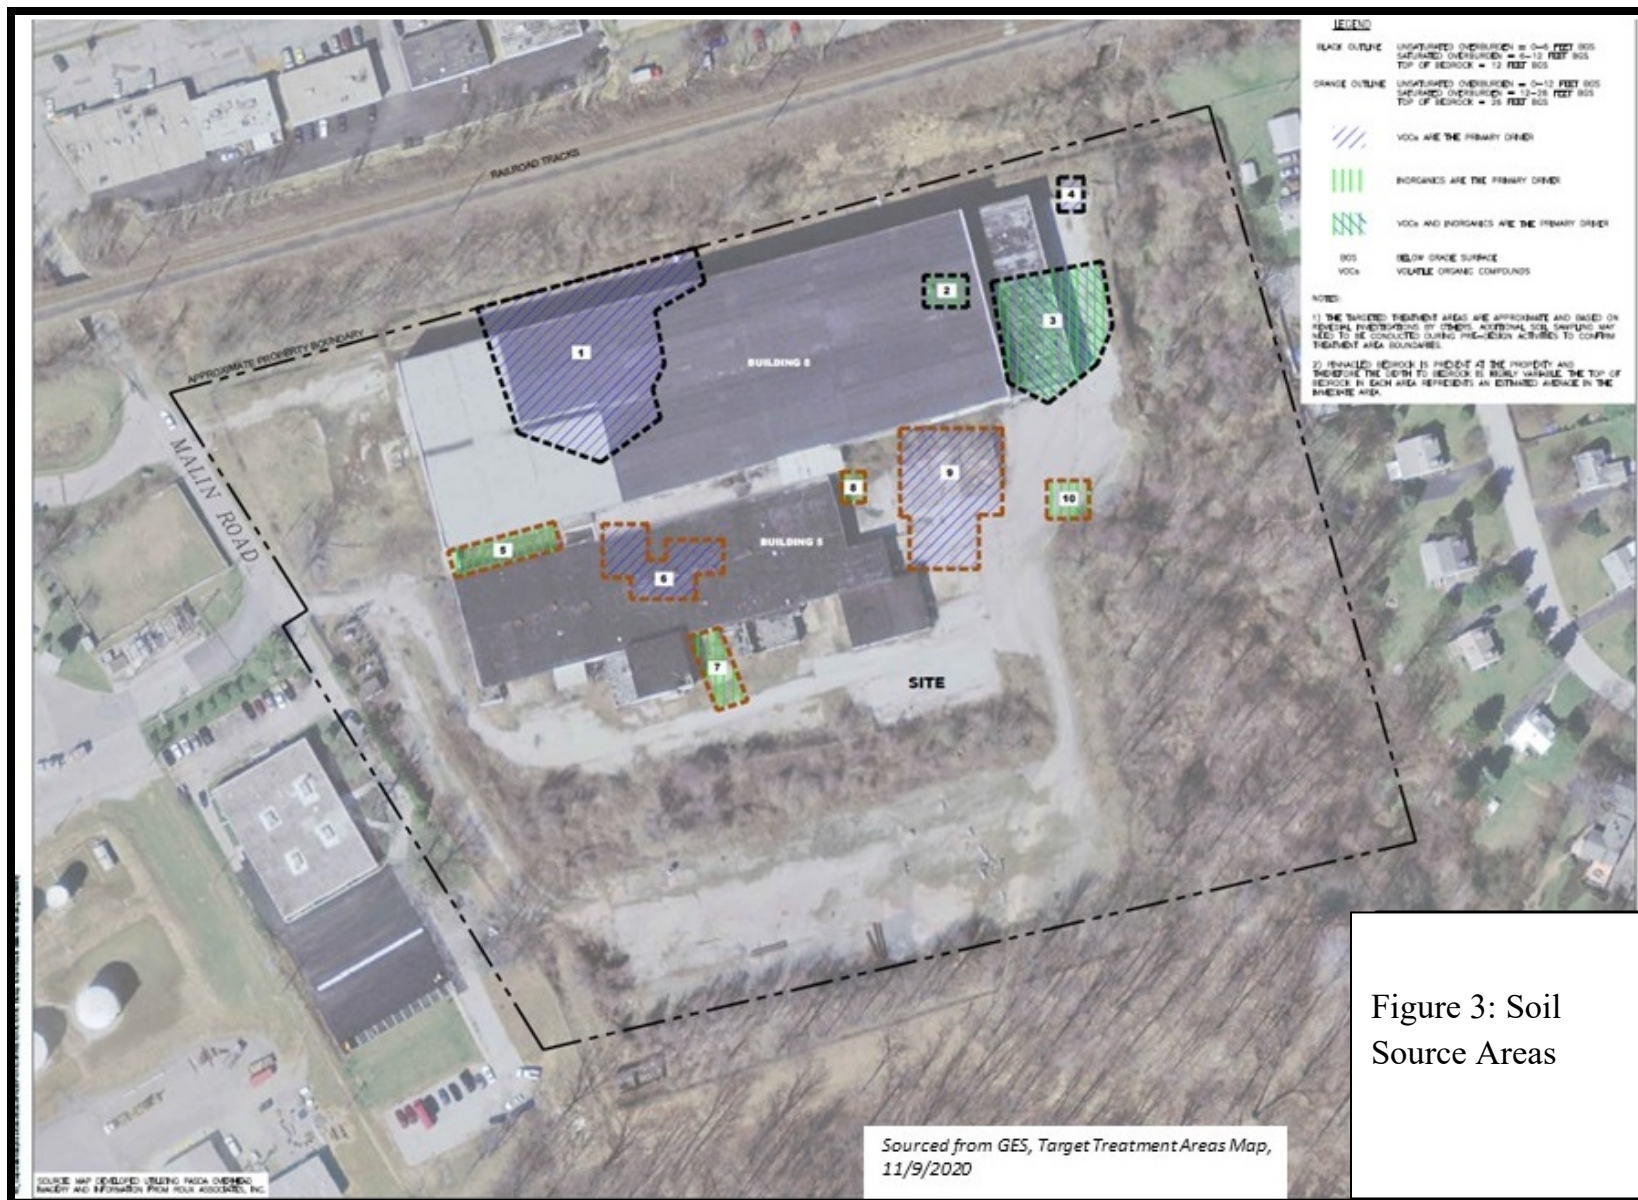 LEGEND
BLACK OUTLINE UNSATURATED OVERBURDEN = 0–6 FEET BGS
SATURATED OVERBURDEN = 6–12 FEET BGS
TOP OF BEDROCK = 12 FEET BGS
ORANGE OUTLINE UNSATURATED OVERBURDEN = 0–12 FEET BGS
SATURATED OVERBURDEN = 12–26 FEET BGS
TOP OF BEDROCK = 26 FEET BGS
VOCs ARE THE PRIMARY DRIVER
INORGANICS ARE THE PRIMARY DRIVER
VOCs AND INORGANICS ARE THE PRIMARY DRIVER
BGS BELOW GRADE SURFACE
VOCs VOLATILE ORGANIC COMPOUNDS
NOTES:
1) THE TARGETED TREATMENT AREAS ARE APPROXIMATE AND BASED ON
REMEDIAL INVESTIGATIONS BY OTHERS. ADDITIONAL SOIL SAMPLING MAY
NEED TO BE CONDUCTED DURING PRE-DESIGN ACTIVITIES TO CONFIRM
TREATMENT AREA BOUNDARIES.
2) PINNACLED BEDROCK IS PRESENT AT THE PROPERTY AND
THEREFORE THE DEPTH TO BEDROCK IS HIGHLY VARIABLE. THE TOP OF
BEDROCK IN EACH AREA REPRESENTS AN ESTIMATED AVERAGE IN THE
IMMEDIATE AREA.
RAILROAD TRACKS
APPROXIMATE PROPERTY BOUNDARY
MALIN ROAD
4
2
3
1
BUILDING 8
9
8
10
BUILDING 5
5
6
7
SITE
Figure 3: Soil
Source Areas
Sourced from GES, Target Treatment Areas Map,
11/9/2020
SOURCE: MAP DEVELOPED UTILIZING PASDA OVERHEAD
IMAGERY AND INFORMATION FROM ROUX ASSOCIATES, INC.